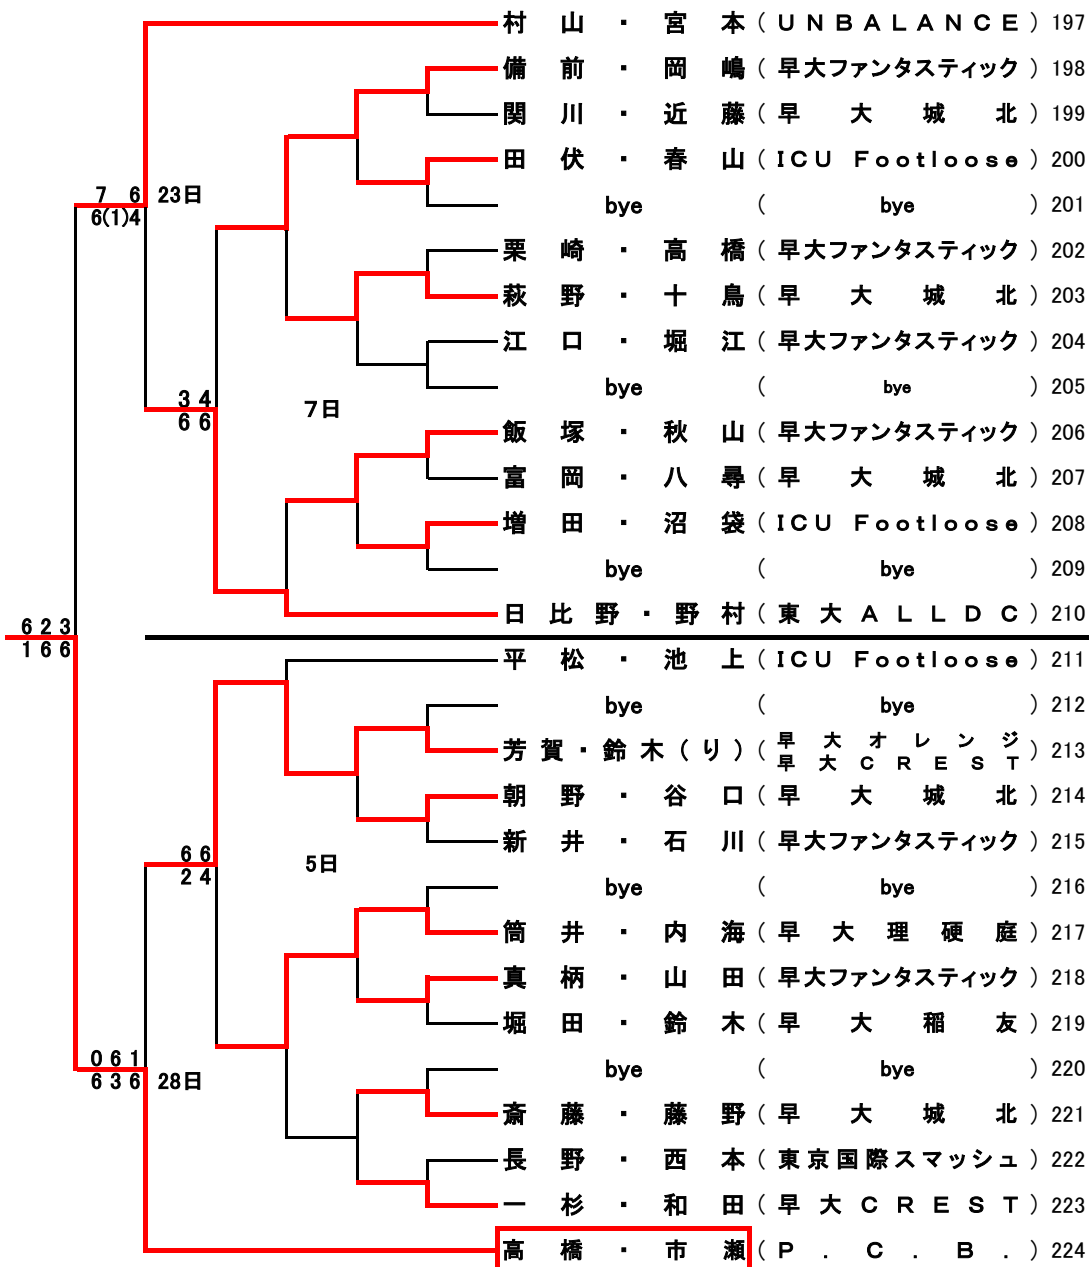 村山・宮本(UNBALANCE)197
備前・岡嶋(早大ファンタスティック)198
関川・近藤(早大城北)199
田伏・春山(ICU Footloose)200
7 6 23日
6(1)4 bye(bye)201
栗崎・高橋(早大ファンタスティック)202
萩野・十鳥(早大城北)203
江口・堀江(早大ファンタスティック)204
bye(bye)205
3 4
6 6
7日
飯塚・秋山(早大ファンタスティック)206
富岡・八尋(早大城北)207
増田・沼袋(ICU Footloose)208
bye(bye)209
日比野・野村(東大ALLDC)210
6 2 3
1 6 6
平松・池上(ICU Footloose)211
bye(bye)212
芳賀・鈴木(り)(早大オレンジ
早大CREST)213
朝野・谷口(早大城北)214
新井・石川(早大ファンタスティック)215
6 6
2 4
5日
bye(bye)216
筒井・内海(早大理硬庭)217
真柄・山田(早大ファンタスティック)218
堀田・鈴木(早大稲友)219
0 6 1
6 3 6 28日
bye(bye)220
斎藤・藤野(早大城北)221
長野・西本(東京国際スマッシュ)222
一杉・和田(早大CREST)223
高橋・市瀬(P.C.B.)224